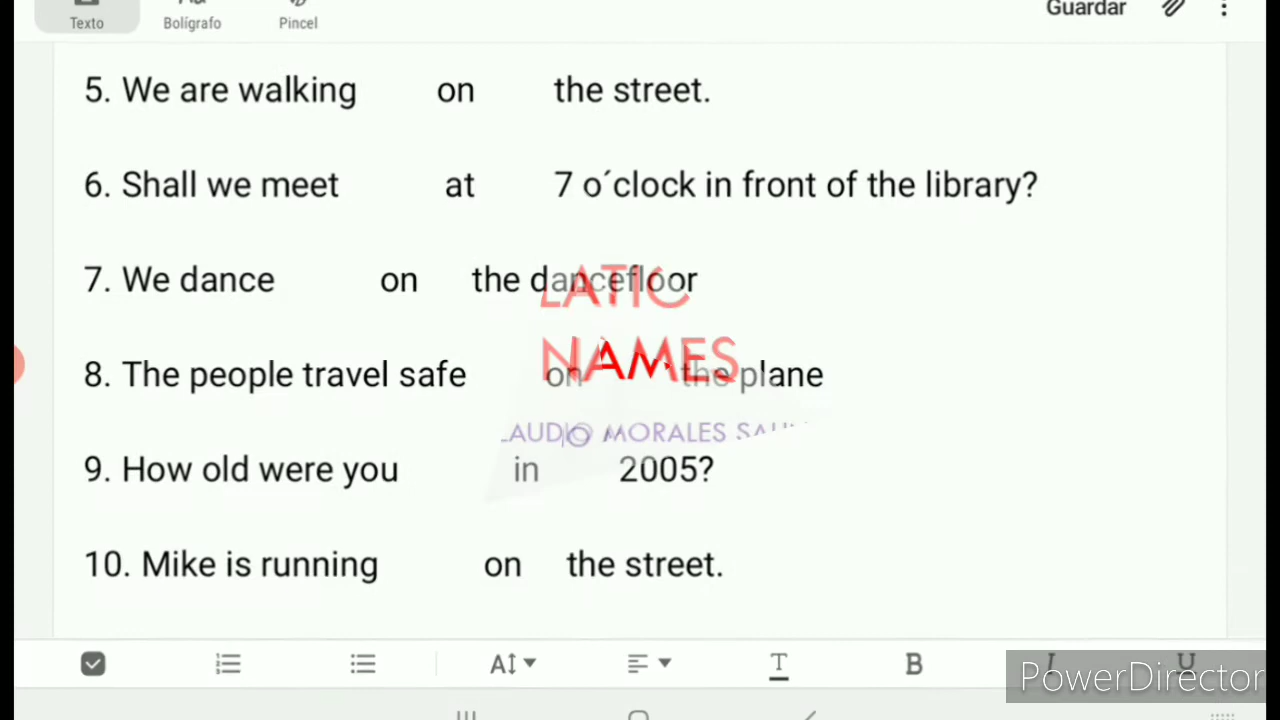 Texto Bolígrafo Pincel Guardar
5. We are walking on the street.
6. Shall we meet at 7 o´clock in front of the library?
7. We dance on the dancefloor
LATIC
NAMES
8. The people travel safe on the plane
MORALES
9. How old were you in 2005?
10. Mike is running on the street.
PowerDirector